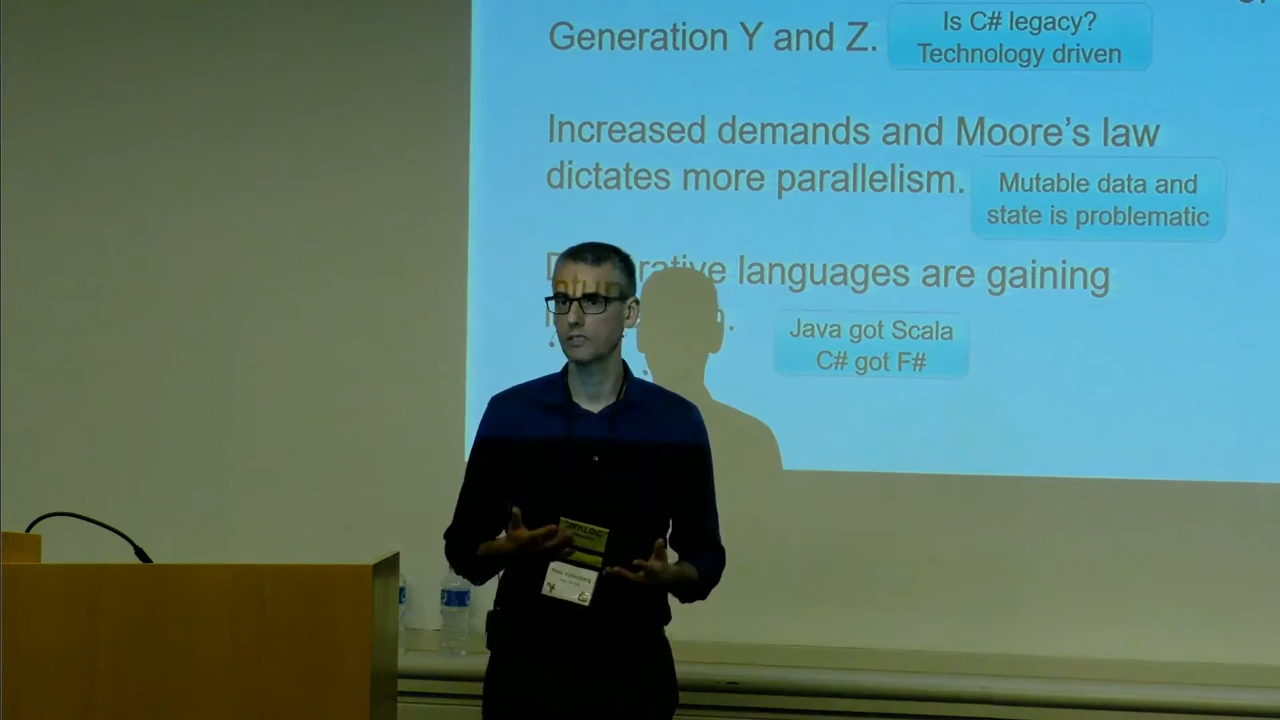 Generation Y and Z.
Is C# legacy?
Technology driven
Increased demands and Moore's law
dictates more parallelism.
Mutable data and
state is problematic
languages are gaining
Java got Scala
C# got F#